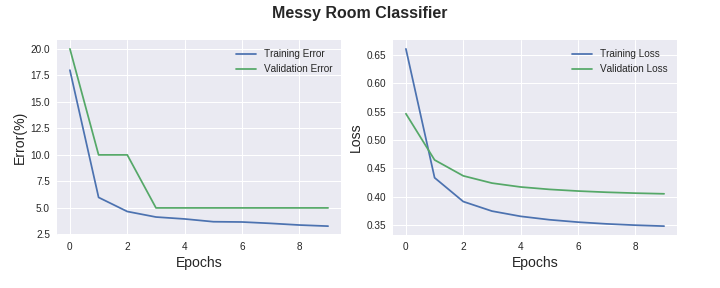 Messy Room Classifier
Error(%)
20.0
17.5
15.0
12.5
10.0
7.5
5.0
2.5
Training Error
Validation Error
0 2 4 6 8
Epochs
Loss
0.65
0.60
0.55
0.50
0.45
0.40
0.35
Training Loss
Validation Loss
0 2 4 6 8
Epochs